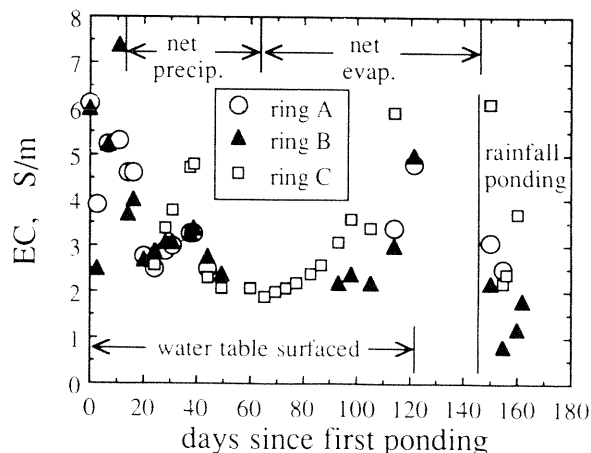 8
7
6
5
4
3
2
1
0
EC, S/m
net
precip.
net
evap.
ring A
ring B
ring C
rainfall
ponding
water table surfaced
0 20 40 60 80 100 120 140 160 180
days since first ponding